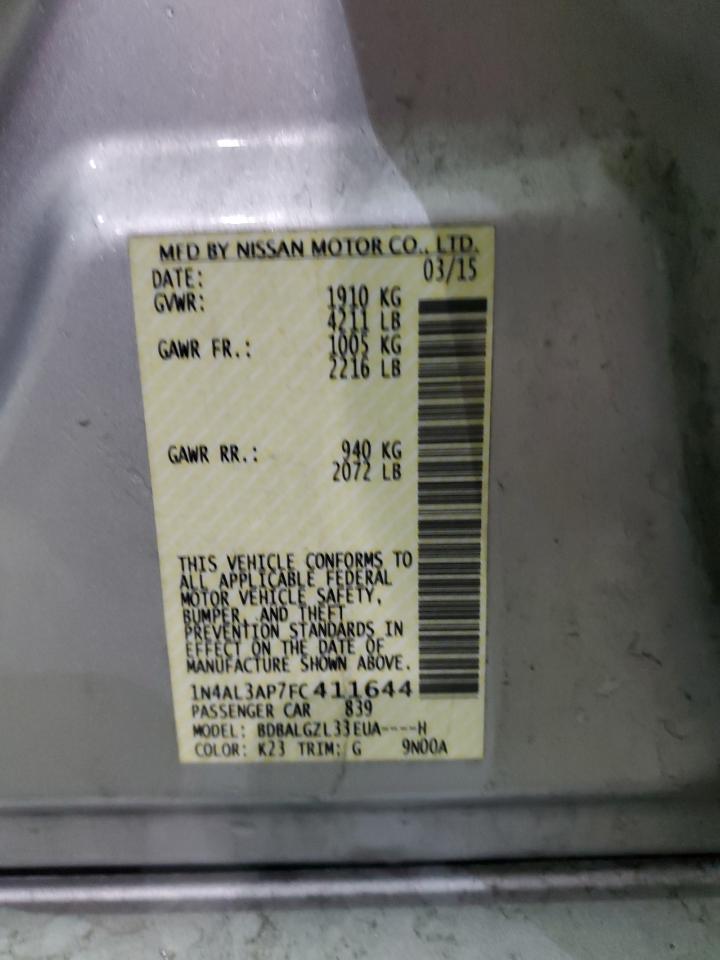 MFD BY NISSAN MOTOR CO., LTD.
DATE: 03/15
GVWR: 1910 KG
4211 LB
GAWR FR.: 1005 KG
2216 LB
GAWR RR.: 940 KG
2072 LB
THIS VEHICLE CONFORMS TO
ALL APPLICABLE FEDERAL
MOTOR VEHICLE SAFETY,
BUMPER, AND THEFT
PREVENTION STANDARDS IN
EFFECT ON THE DATE OF
MANUFACTURE SHOWN ABOVE.
1N4AL3AP7FC411644
PASSENGER CAR 839
MODEL: BDBALGZL33EUA----H
COLOR: K23 TRIM: G 9N00A